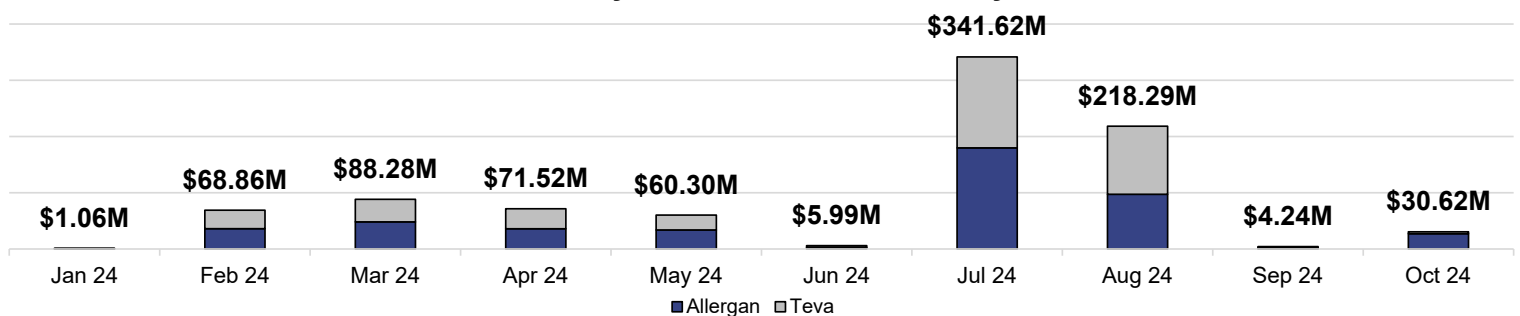 $341.62M
$218.29M
$88.28M
$68.86M
$71.52M
$60.30M
$30.62M
$1.06M
$5.99M
$4.24M
Jan 24 Feb 24 Mar 24 Apr 24 May 24 Jun 24 Jul 24 Aug 24 Sep 24 Oct 24
Allergan Teva